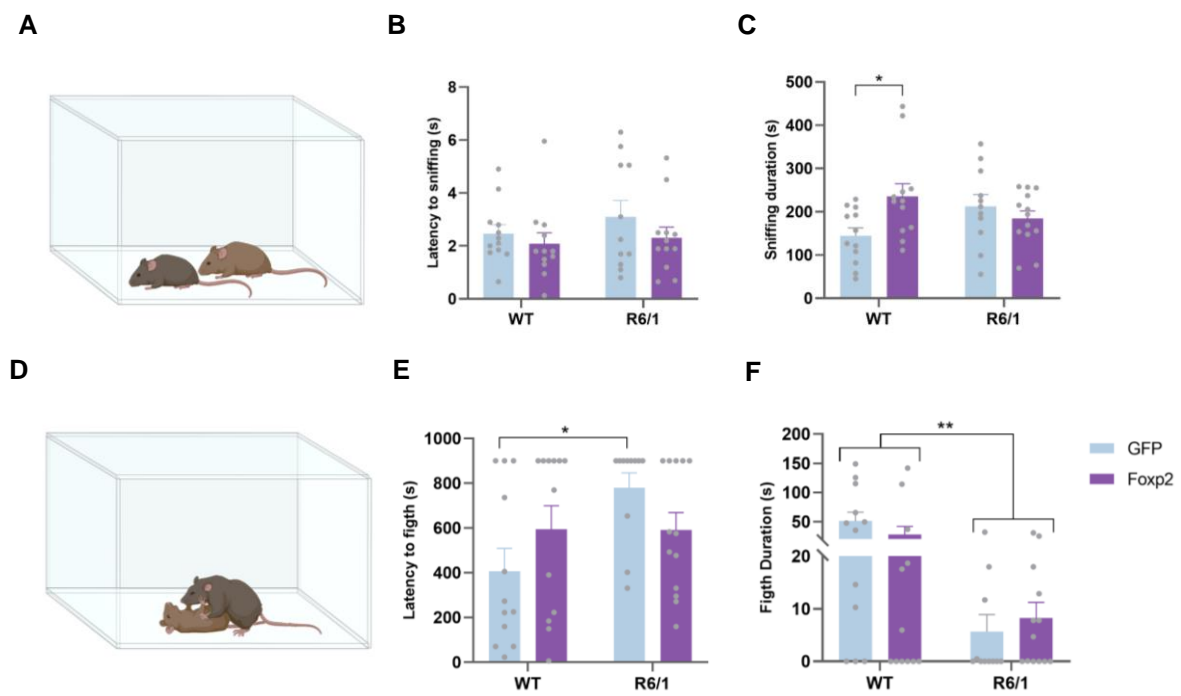 A
B
C
Latency to sniffing (s)
8
6
4
2
0
WT
R6/1
Sniffing duration (s)
500
400
300
200
100
0
*
WT
R6/1
D
E
F
Latency to figth (s)
1000
800
600
400
200
0
*
WT
R6/1
Figth Duration (s)
200
150
100
50
20
10
0
**
WT
R6/1
GFP
Foxp2